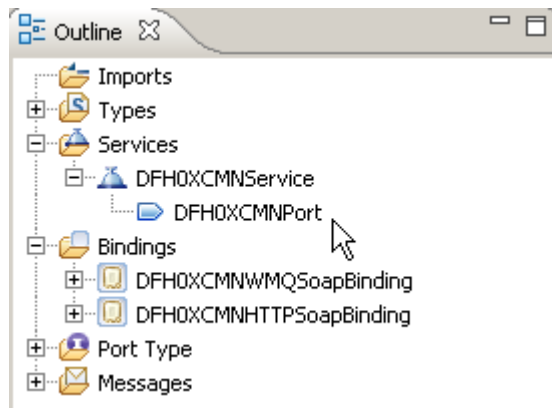 Outline
Imports
Types
Services
DFH0XCMNService
DFH0XCMNPort
Bindings
DFH0XCMNWMQSoapBinding
DFH0XCMNHTTPSoapBinding
Port Type
Messages